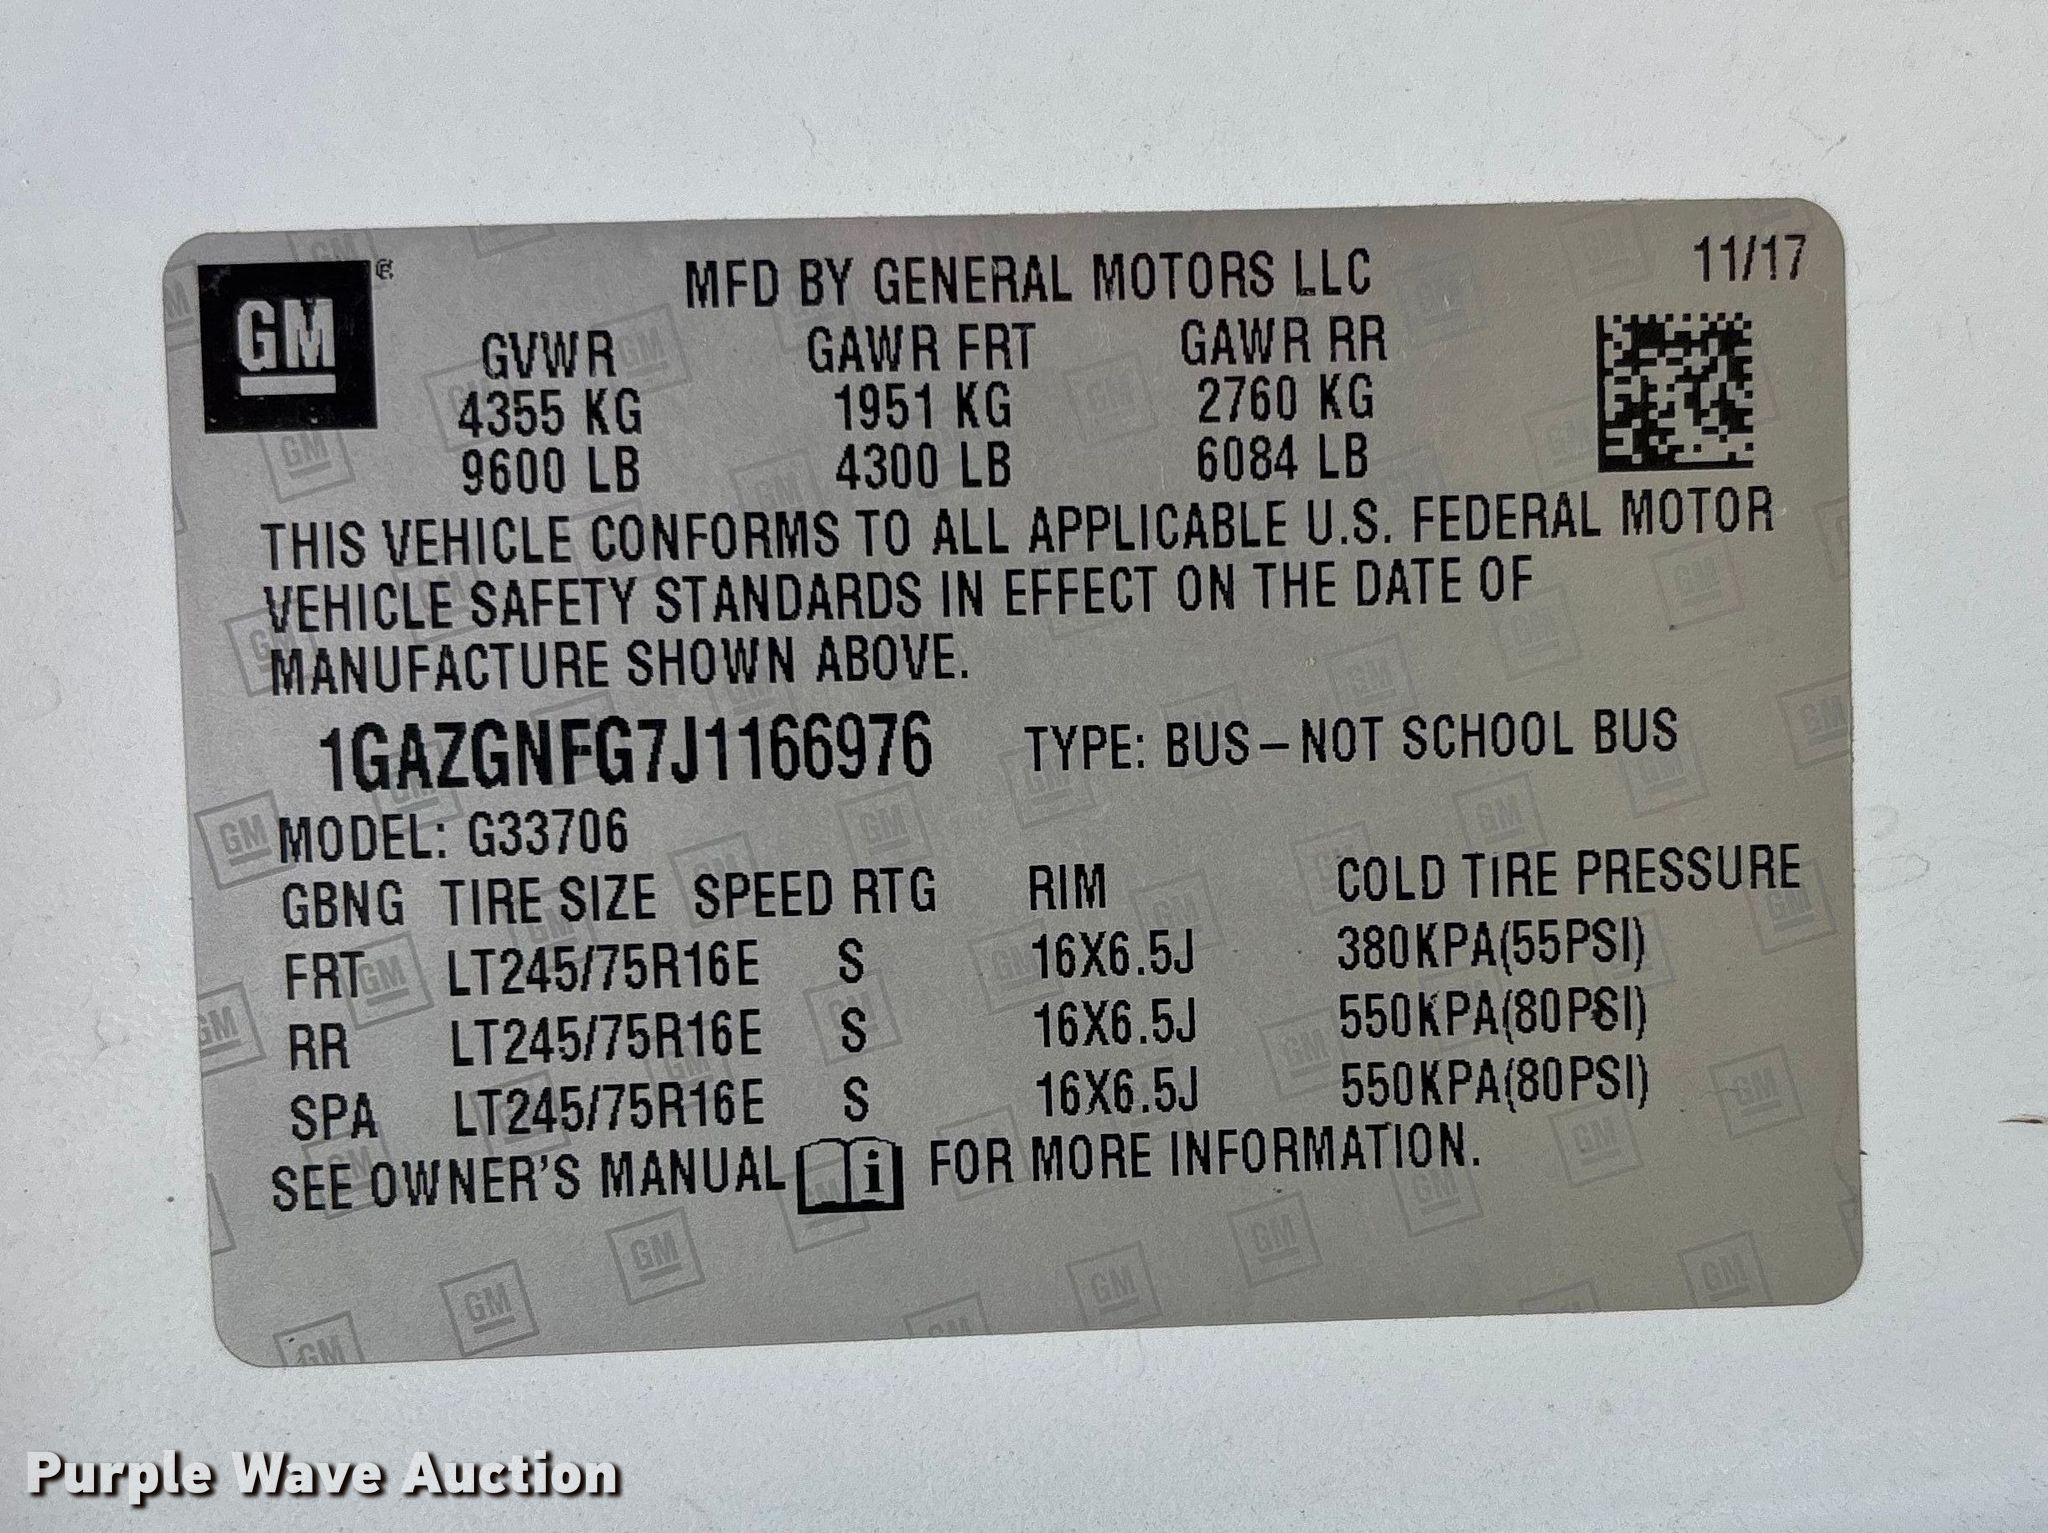 GM
MFD BY GENERAL MOTORS LLC 11/17
GVWR GAWR FRT GAWR RR
4355 KG 1951 KG 2760 KG
9600 LB 4300 LB 6084 LB
THIS VEHICLE CONFORMS TO ALL APPLICABLE U.S. FEDERAL MOTOR
VEHICLE SAFETY STANDARDS IN EFFECT ON THE DATE OF
MANUFACTURE SHOWN ABOVE.
1GAZGNFG7J1166976 TYPE: BUS–NOT SCHOOL BUS
MODEL: G33706
GBNG TIRE SIZE SPEED RTG RIM COLD TIRE PRESSURE
FRT LT245/75R16E S 16X6.5J 380KPA(55PSI)
RR LT245/75R16E S 16X6.5J 550KPA(80PSI)
SPA LT245/75R16E S 16X6.5J 550KPA(80PSI)
SEE OWNER'S MANUAL i FOR MORE INFORMATION.
Purple Wave Auction